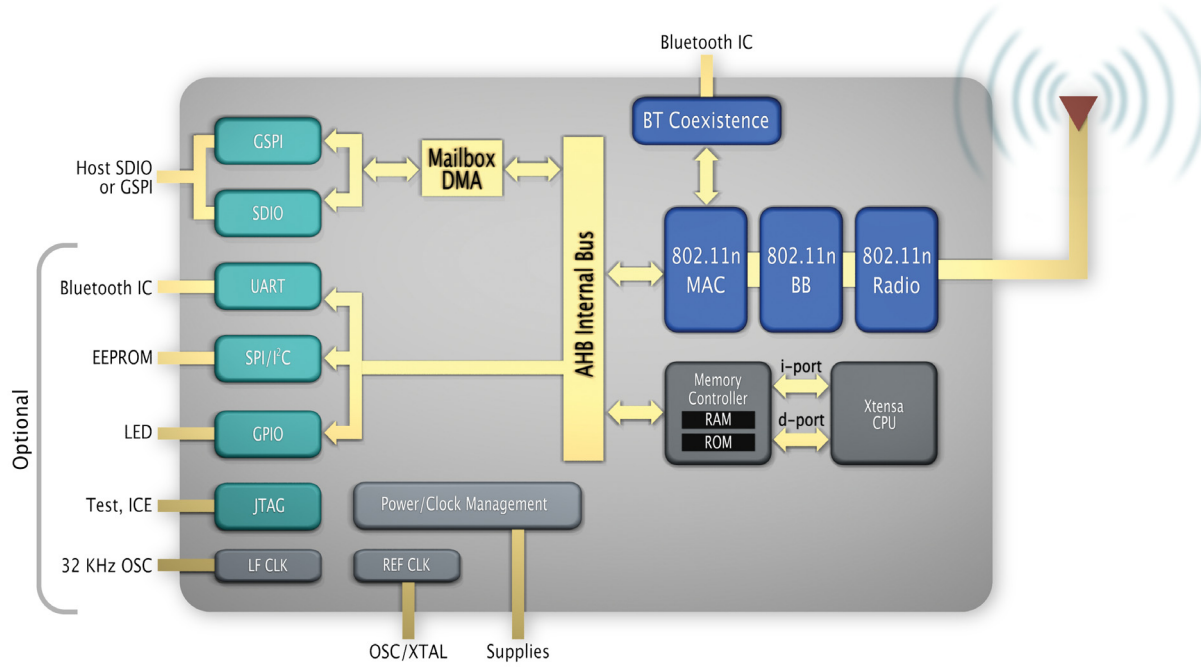 Bluetooth IC
BT Coexistence
GSPI
Mailbox
DMA
Host SDIO
or GSPI
SDIO
AHB Internal Bus
802.11n
MAC
802.11n
BB
802.11n
Radio
Optional
Bluetooth IC
UART
EEPROM
SPI/I²C
LED
GPIO
Memory
Controller
RAM
ROM
i-port
d-port
Xtensa
CPU
Test, ICE
JTAG
Power/Clock Management
32 KHz OSC
LF CLK
REF CLK
OSC/XTAL
Supplies